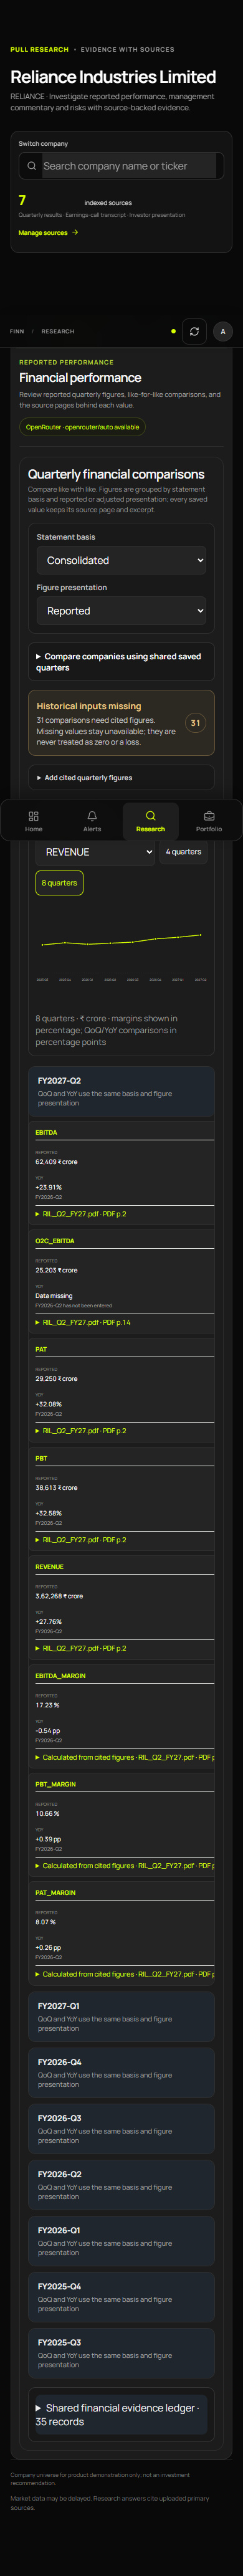 PULL RESEARCH • EVIDENCE WITH SOURCES
Reliance Industries Limited
RELIANCE · Investigate reported performance, management
commentary and risks with source-backed evidence.
Switch company
Search company name or ticker
7 indexed sources
Quarterly results · Earnings-call transcript · Investor presentation
Manage sources →
FINN / RESEARCH
A
REPORTED PERFORMANCE
Financial performance
Review reported quarterly figures, like-for-like comparisons, and
the source pages behind each value.
OpenRouter · openrouter/auto available
Quarterly financial comparisons
Compare like with like. Figures are grouped by statement
basis and reported or adjusted presentation; every saved
value keeps its source page and excerpt.
Statement basis
Consolidated
Figure presentation
Reported
Compare companies using shared saved
quarters
Historical inputs missing
31 comparisons need cited figures.
Missing values stay unavailable; they are
never treated as zero or a loss.
31
Add cited quarterly figures
Home
Alerts
Research
Portfolio
REVENUE
4 quarters
8 quarters
8 quarters · ₹ crore · margins shown in
percentage; QoQ/YoY comparisons in
percentage points
FY2027-Q2
QoQ and YoY use the same basis and figure
presentation
EBITDA
REPORTED
62,409 ₹ crore
YOY
+23.91%
FY2026-Q2
RIL_Q2_FY27.pdf · PDF p.2
O2C_EBITDA
REPORTED
25,203 ₹ crore
YOY
Data missing
FY2026-Q2 has not been entered
RIL_Q2_FY27.pdf · PDF p.14
PAT
REPORTED
29,250 ₹ crore
YOY
+32.08%
FY2026-Q2
RIL_Q2_FY27.pdf · PDF p.2
PBT
REPORTED
38,613 ₹ crore
YOY
+32.58%
FY2026-Q2
RIL_Q2_FY27.pdf · PDF p.2
REVENUE
REPORTED
3,62,268 ₹ crore
YOY
+27.76%
FY2026-Q2
RIL_Q2_FY27.pdf · PDF p.2
EBITDA_MARGIN
REPORTED
17.23 %
YOY
-0.54 pp
FY2026-Q2
Calculated from cited figures · RIL_Q2_FY27.pdf · PDF p
PBT_MARGIN
REPORTED
10.66 %
YOY
+0.39 pp
FY2026-Q2
Calculated from cited figures · RIL_Q2_FY27.pdf · PDF p
PAT_MARGIN
REPORTED
8.07 %
YOY
+0.26 pp
FY2026-Q2
Calculated from cited figures · RIL_Q2_FY27.pdf · PDF p
FY2027-Q1
QoQ and YoY use the same basis and figure
presentation
FY2026-Q4
QoQ and YoY use the same basis and figure
presentation
FY2026-Q3
QoQ and YoY use the same basis and figure
presentation
FY2026-Q2
QoQ and YoY use the same basis and figure
presentation
FY2026-Q1
QoQ and YoY use the same basis and figure
presentation
FY2025-Q4
QoQ and YoY use the same basis and figure
presentation
FY2025-Q3
QoQ and YoY use the same basis and figure
presentation
Shared financial evidence ledger ·
35 records
Company universe for product demonstration only; not an investment
recommendation.
Market data may be delayed. Research answers cite uploaded primary
sources.